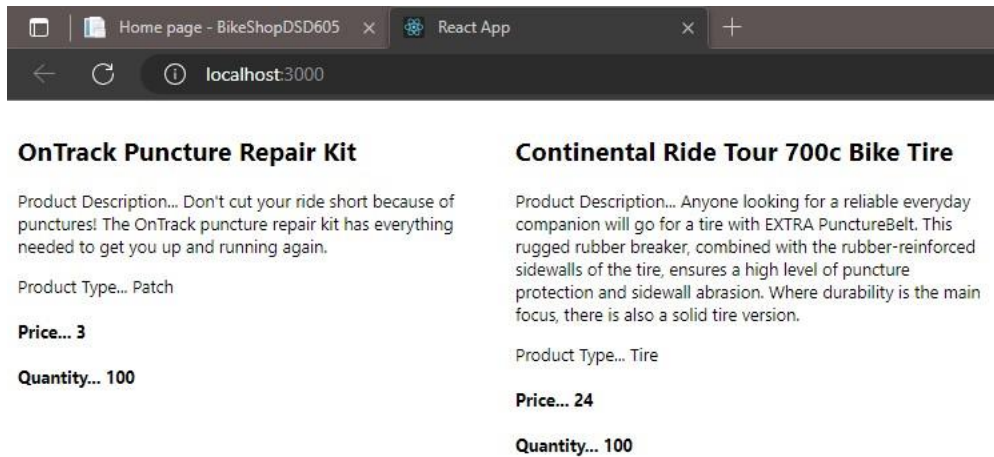 Home page - BikeShopDSD605
React App
localhost:3000
OnTrack Puncture Repair Kit
Product Description... Don't cut your ride short because of
punctures! The OnTrack puncture repair kit has everything
needed to get you up and running again.
Product Type... Patch
Price... 3
Quantity... 100
Continental Ride Tour 700c Bike Tire
Product Description... Anyone looking for a reliable everyday
companion will go for a tire with EXTRA PunctureBelt. This
rugged rubber breaker, combined with the rubber-reinforced
sidewalls of the tire, ensures a high level of puncture
protection and sidewall abrasion. Where durability is the main
focus, there is also a solid tire version.
Product Type... Tire
Price... 24
Quantity... 100